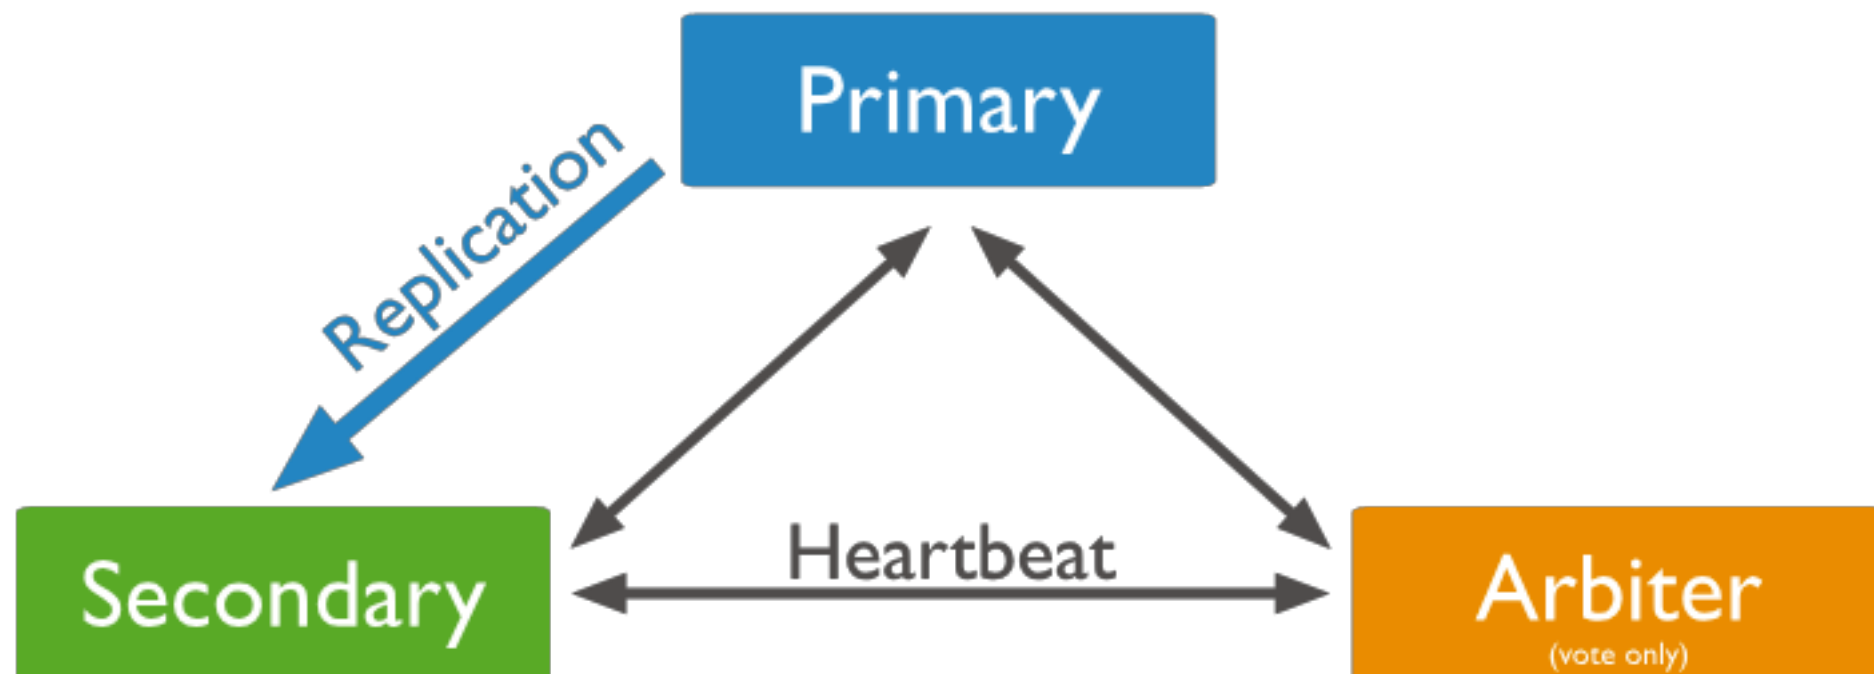 Primary
Replication
Heartbeat
Secondary
Arbiter
(vote only)